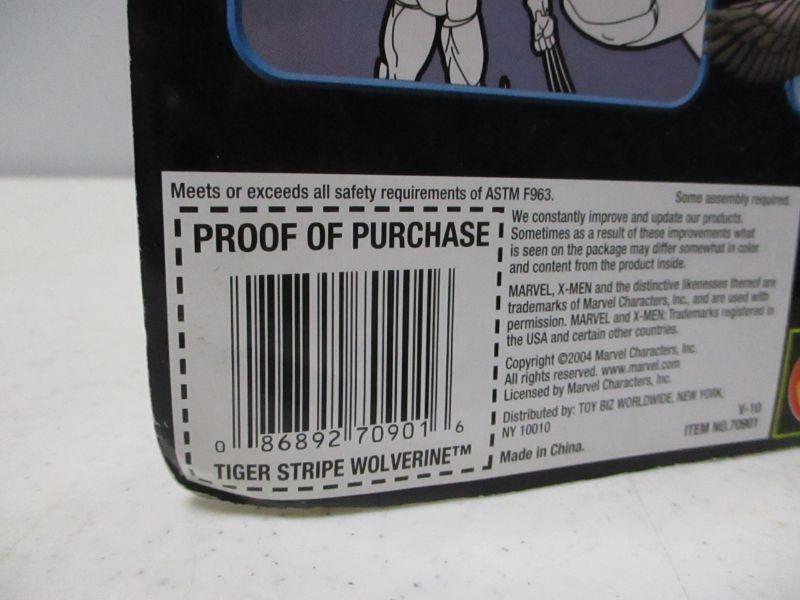 Meets or exceeds all safety requirements of ASTM F963.
Some assembly required.
PROOF OF PURCHASE
0 86892 70901 6
TIGER STRIPE WOLVERINE™
We constantly improve and update our products.
Sometimes as a result of these improvements what
is seen on the package may differ somewhat in color
and content from the product inside.
MARVEL, X-MEN and the distinctive likenesses thereof are
trademarks of Marvel Characters, Inc., and are used with
permission. MARVEL and X-MEN: Trademarks registered in
the USA and certain other countries.
Copyright ©2004 Marvel Characters, Inc.
All rights reserved. www.marvel.com
Licensed by Marvel Characters, Inc.
Distributed by: TOY BIZ WORLDWIDE, NEW YORK,
NY 10010
V-10
ITEM NO.70901
Made in China.